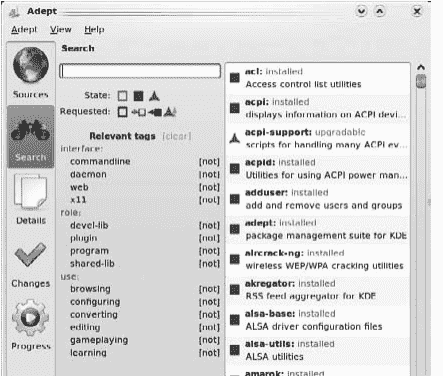 Adept
Adept View Help
Search
Sources
Search
Details
Changes
Progress
State:
Requested:
Relevant tags [clear]
interface:
commandline [not]
daemon [not]
web [not]
x11 [not]
role:
devel-lib [not]
plugin [not]
program [not]
shared-lib [not]
use:
browsing [not]
configuring [not]
converting [not]
editing [not]
gameplaying [not]
learning [not]
acl: installed
Access control list utilities
acpi: installed
displays information on ACPI devi...
acpi-support: upgradable
scripts for handling many ACPI ev...
acpid: installed
Utilities for using ACPI power man...
adduser: installed
add and remove users and groups
adept: installed
package management suite for KDE
aircrack-ng: installed
wireless WEP/WPA cracking utilities
akregator: installed
RSS feed aggregator for KDE
alsa-base: installed
ALSA driver configuration files
alsa-utils: installed
ALSA utilities
amarok: installed